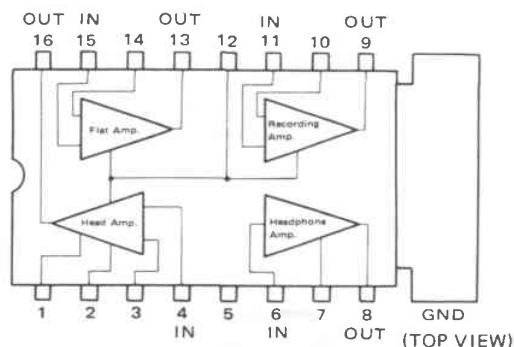 OUT IN OUT IN OUT
16 15 14 13 12 11 10 9
Flat Amp.
Recording
Amp.
Head Amp.
Headphone
Amp.
1 2 3 4 5 6 7 8 GND
IN IN OUT (TOP VIEW)